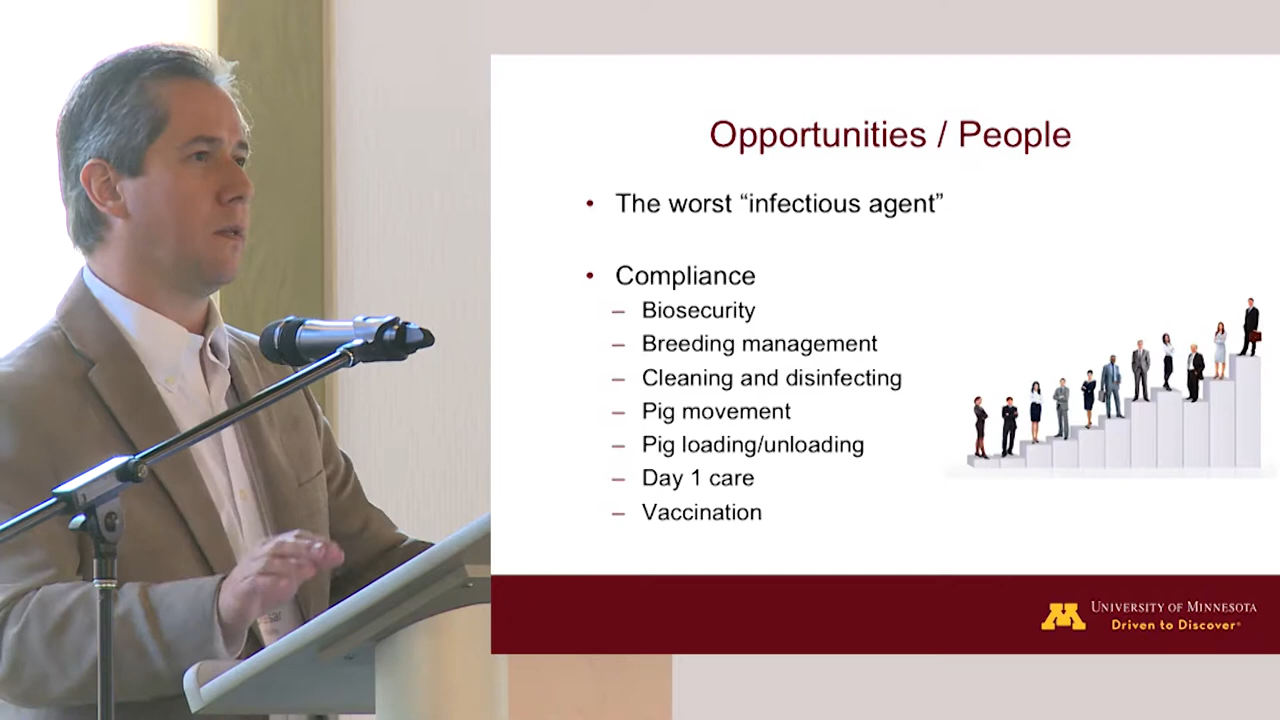 Opportunities / People
• The worst “infectious agent”
• Compliance
– Biosecurity
– Breeding management
– Cleaning and disinfecting
– Pig movement
– Pig loading/unloading
– Day 1 care
– Vaccination
M UNIVERSITY OF MINNESOTA
Driven to Discover®